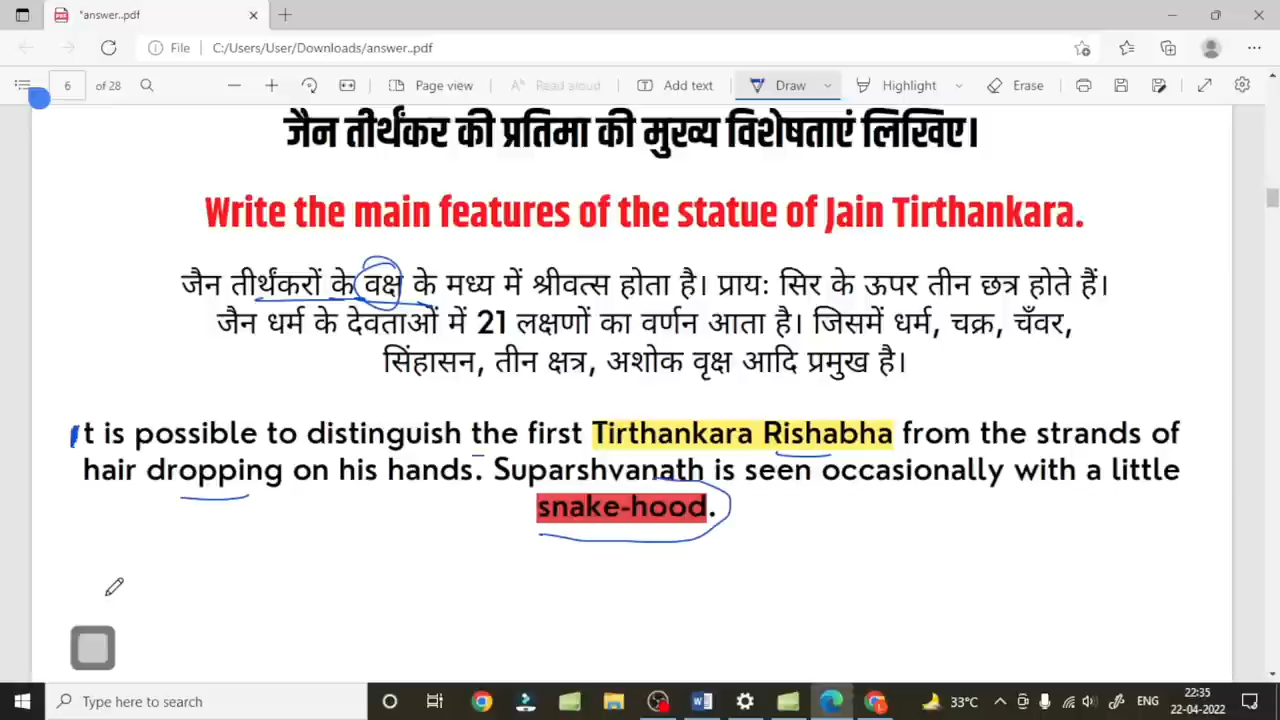 *answer..pdf
File C:/Users/User/Downloads/answer..pdf
6 of 28 Page view Read aloud Add text Draw Highlight Erase
जैन तीर्थंकर की प्रतिमा की मुख्य विशेषताएं लिखिए।
Write the main features of the statue of Jain Tirthankara.
जैन तीर्थंकरों के वक्ष के मध्य में श्रीवत्स होता है। प्रायः सिर के ऊपर तीन छत्र होते हैं।
जैन धर्म के देवताओं में 21 लक्षणों का वर्णन आता है। जिसमें धर्म, चक्र, चँवर,
सिंहासन, तीन क्षत्र, अशोक वृक्ष आदि प्रमुख है।
It is possible to distinguish the first Tirthankara Rishabha from the strands of
hair dropping on his hands. Suparshvanath is seen occasionally with a little
snake-hood.
Type here to search 33°C ENG 22:35
22-04-2022